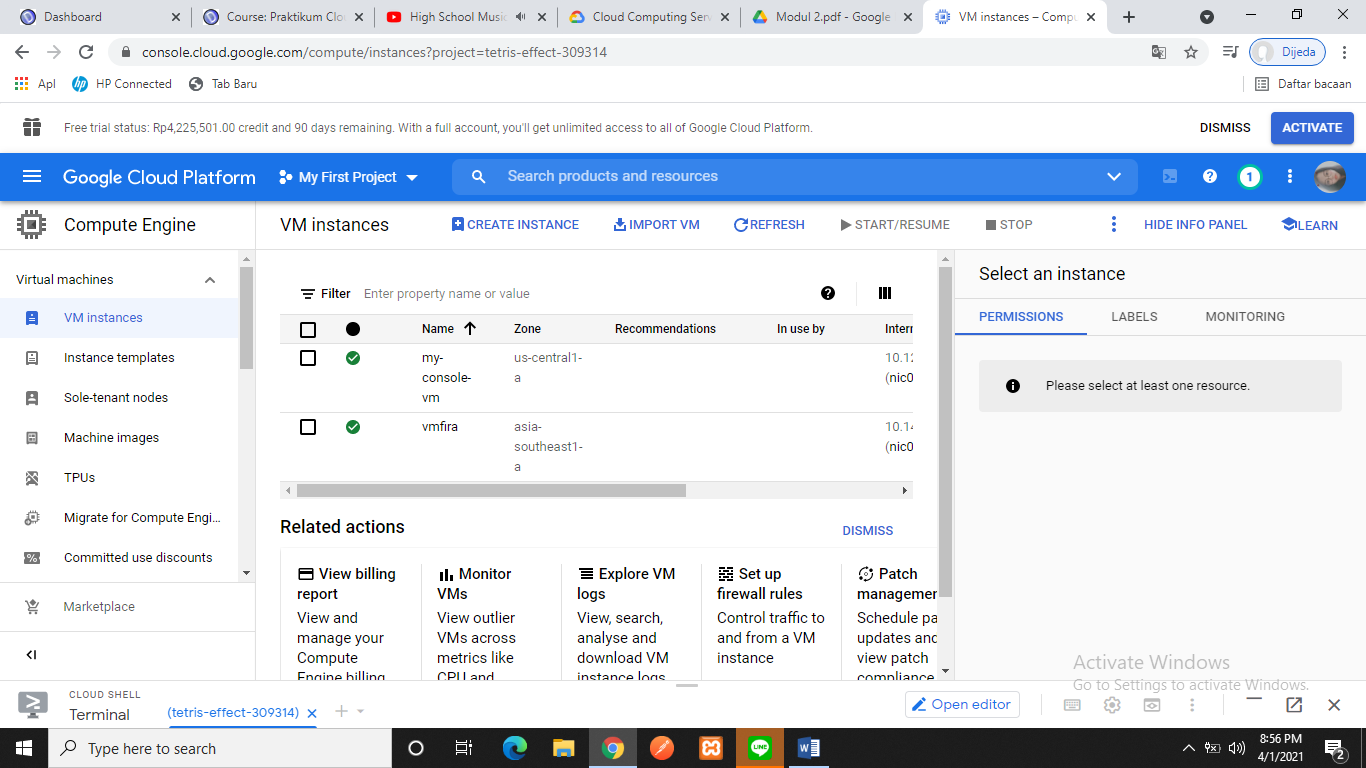 Dashboard
Course: Praktikum Clo
High School Music
Cloud Computing Serv
Modul 2.pdf - Google
VM instances – Compu
console.cloud.google.com/compute/instances?project=tetris-effect-309314
Dijeda
Apl
HP Connected
Tab Baru
Daftar bacaan
Free trial status: Rp4,225,501.00 credit and 90 days remaining. With a full account, you'll get unlimited access to all of Google Cloud Platform.
DISMISS
ACTIVATE
Google Cloud Platform
My First Project
Search products and resources
1
Compute Engine
VM instances
CREATE INSTANCE
IMPORT VM
REFRESH
START/RESUME
STOP
HIDE INFO PANEL
LEARN
Virtual machines
VM instances
Instance templates
Sole-tenant nodes
Machine images
TPUs
Migrate for Compute Engi...
Committed use discounts
Marketplace
Filter
Enter property name or value
Name
Zone
Recommendations
In use by
Intern
my-
console-
vm
us-central1-
a
10.12
(nic0
vmfira
asia-
southeast1-
a
10.14
(nic0
Related actions
DISMISS
View billing
report
View and
manage your
Compute
Engine billing
Monitor
VMs
View outlier
VMs across
metrics like
CPU and
Explore VM
logs
View, search,
analyse and
download VM
instance logs
Set up
firewall rules
Control traffic to
and from a VM
instance
Patch
managemen
Schedule pa
updates and
view patch
compliance
Select an instance
PERMISSIONS
LABELS
MONITORING
Please select at least one resource.
Activate Windows
Go to Settings to activate Windows.
CLOUD SHELL
Terminal
(tetris-effect-309314)
Open editor
Type here to search
LINE
8:56 PM
4/1/2021
2